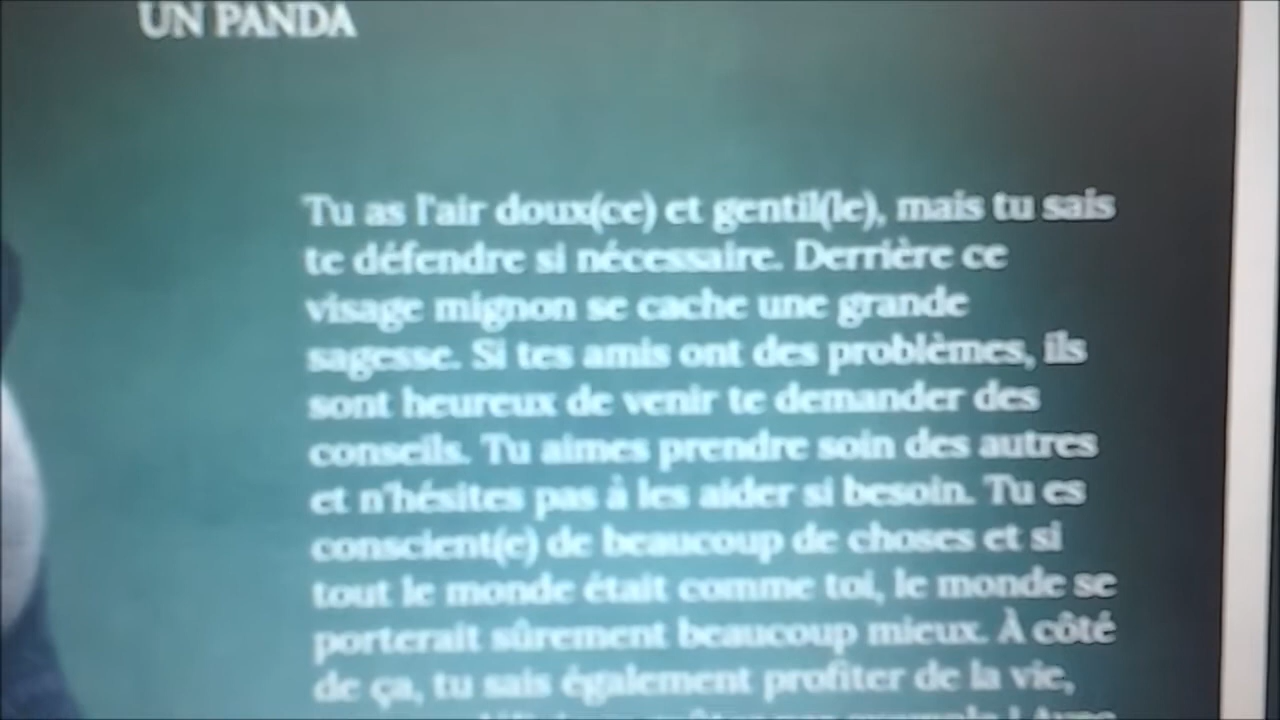 UN PANDA
Tu as l'air doux(ce) et gentil(le), mais tu sais
te défendre si nécessaire. Derrière ce
visage mignon se cache une grande
sagesse. Si tes amis ont des problèmes, ils
sont heureux de venir te demander des
conseils. Tu aimes prendre soin des autres
et n'hésites pas à les aider si besoin. Tu es
conscient(e) de beaucoup de choses et si
tout le monde était comme toi, le monde se
porterait sûrement beaucoup mieux. À côté
de ça, tu sais également profiter de la vie,